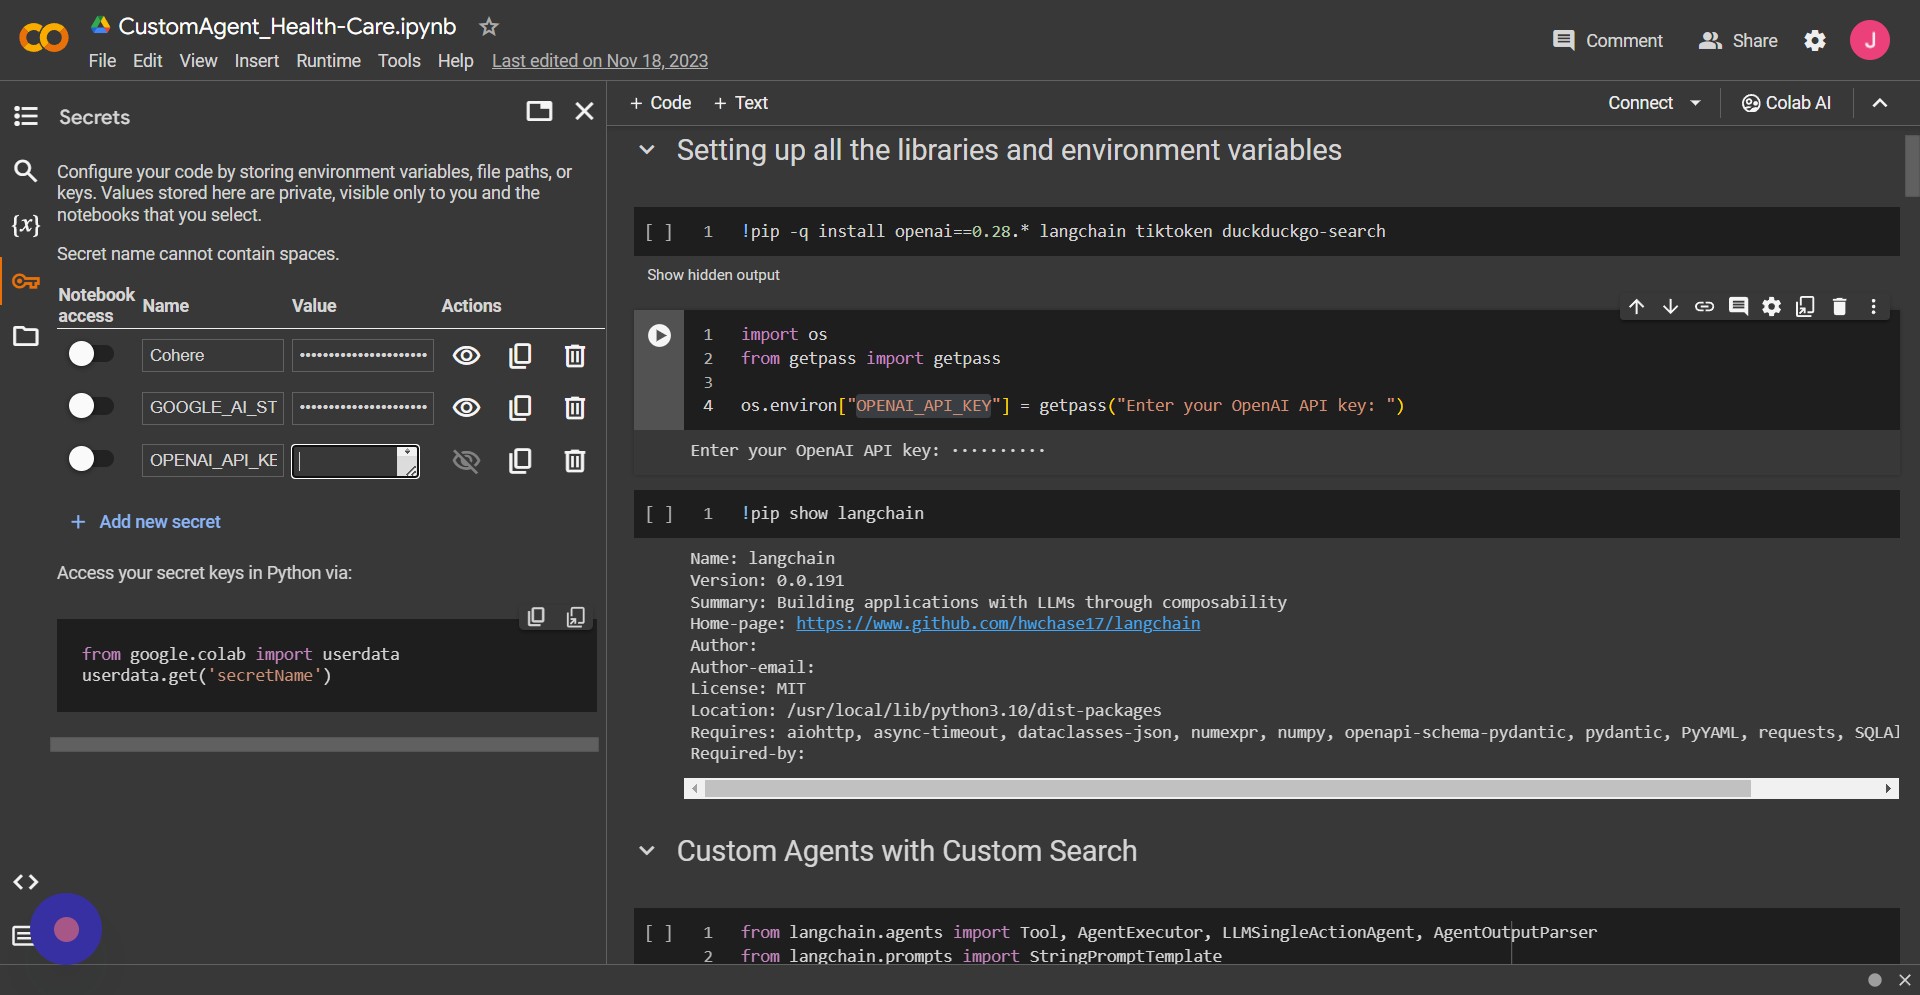 CustomAgent_Health-Care.ipynb
File Edit View Insert Runtime Tools Help Last edited on Nov 18, 2023
Comment Share J
Secrets
Configure your code by storing environment variables, file paths, or
keys. Values stored here are private, visible only to you and the
notebooks that you select.
Secret name cannot contain spaces.
Notebook access Name Value Actions
Cohere ••••••••••••••••••••••
GOOGLE_AI_ST ••••••••••••••••••••••
OPENAI_API_KE
+ Add new secret
Access your secret keys in Python via:
from google.colab import userdata
userdata.get('secretName')
+ Code + Text Connect Colab AI
Setting up all the libraries and environment variables
[ ] 1 !pip -q install openai==0.28.* langchain tiktoken duckduckgo-search
Show hidden output
1 import os
2 from getpass import getpass
3
4 os.environ["OPENAI_API_KEY"] = getpass("Enter your OpenAI API key: ")
Enter your OpenAI API key: ··········
[ ] 1 !pip show langchain
Name: langchain
Version: 0.0.191
Summary: Building applications with LLMs through composability
Home-page: https://www.github.com/hwchase17/langchain
Author:
Author-email:
License: MIT
Location: /usr/local/lib/python3.10/dist-packages
Requires: aiohttp, async-timeout, dataclasses-json, numexpr, numpy, openapi-schema-pydantic, pydantic, PyYAML, requests, SQLAl
Required-by:
Custom Agents with Custom Search
[ ] 1 from langchain.agents import Tool, AgentExecutor, LLMSingleActionAgent, AgentOutputParser
2 from langchain.prompts import StringPromptTemplate